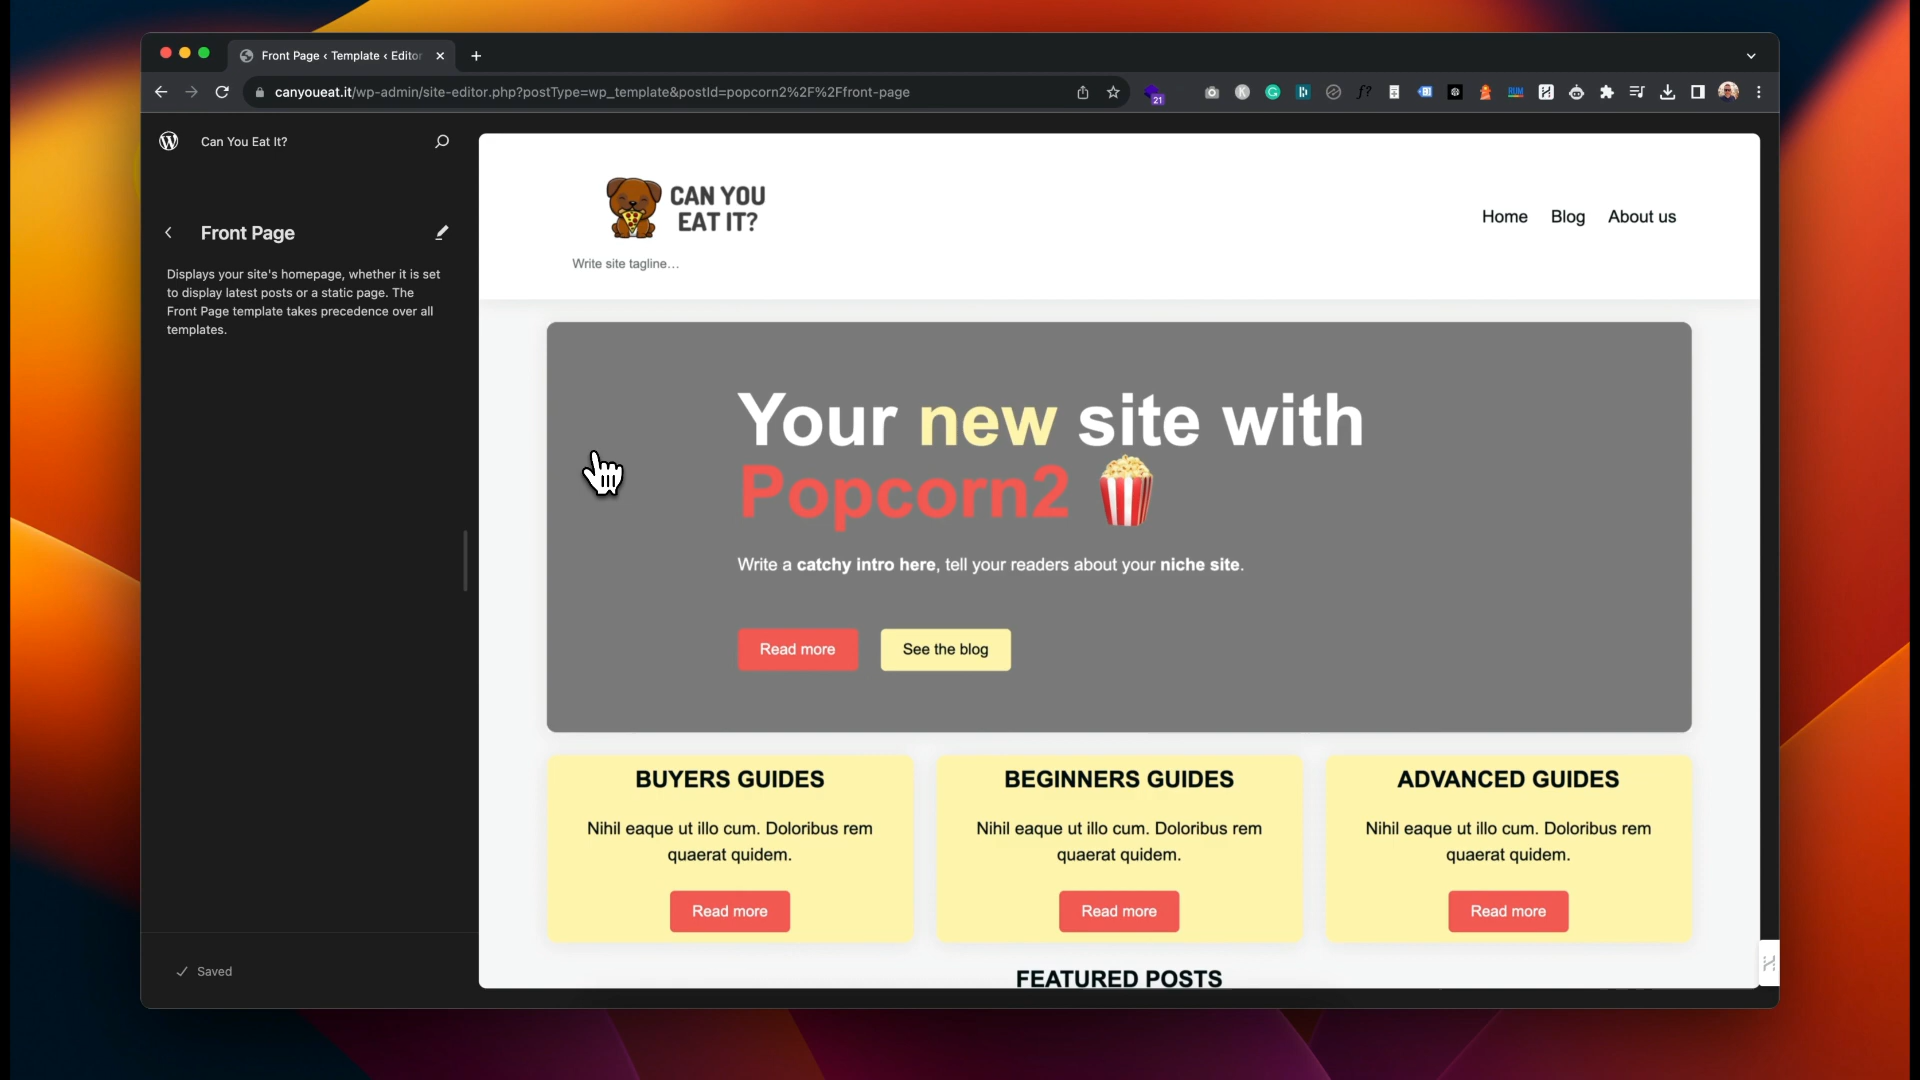 Front Page ‹ Template ‹ Editor
canyoueat.it/wp-admin/site-editor.php?postType=wp_template&postId=popcorn2%2F%2Ffront-page
21
RUM
Can You Eat It?
Front Page
Displays your site's homepage, whether it is set
to display latest posts or a static page. The
Front Page template takes precedence over all
templates.
Saved
CAN YOU
EAT IT?
Write site tagline…
Home Blog About us
Your new site with
Popcorn2 🍿
Write a catchy intro here, tell your readers about your niche site.
Read more See the blog
BUYERS GUIDES
Nihil eaque ut illo cum. Doloribus rem
quaerat quidem.
Read more
BEGINNERS GUIDES
Nihil eaque ut illo cum. Doloribus rem
quaerat quidem.
Read more
ADVANCED GUIDES
Nihil eaque ut illo cum. Doloribus rem
quaerat quidem.
Read more
FEATURED POSTS